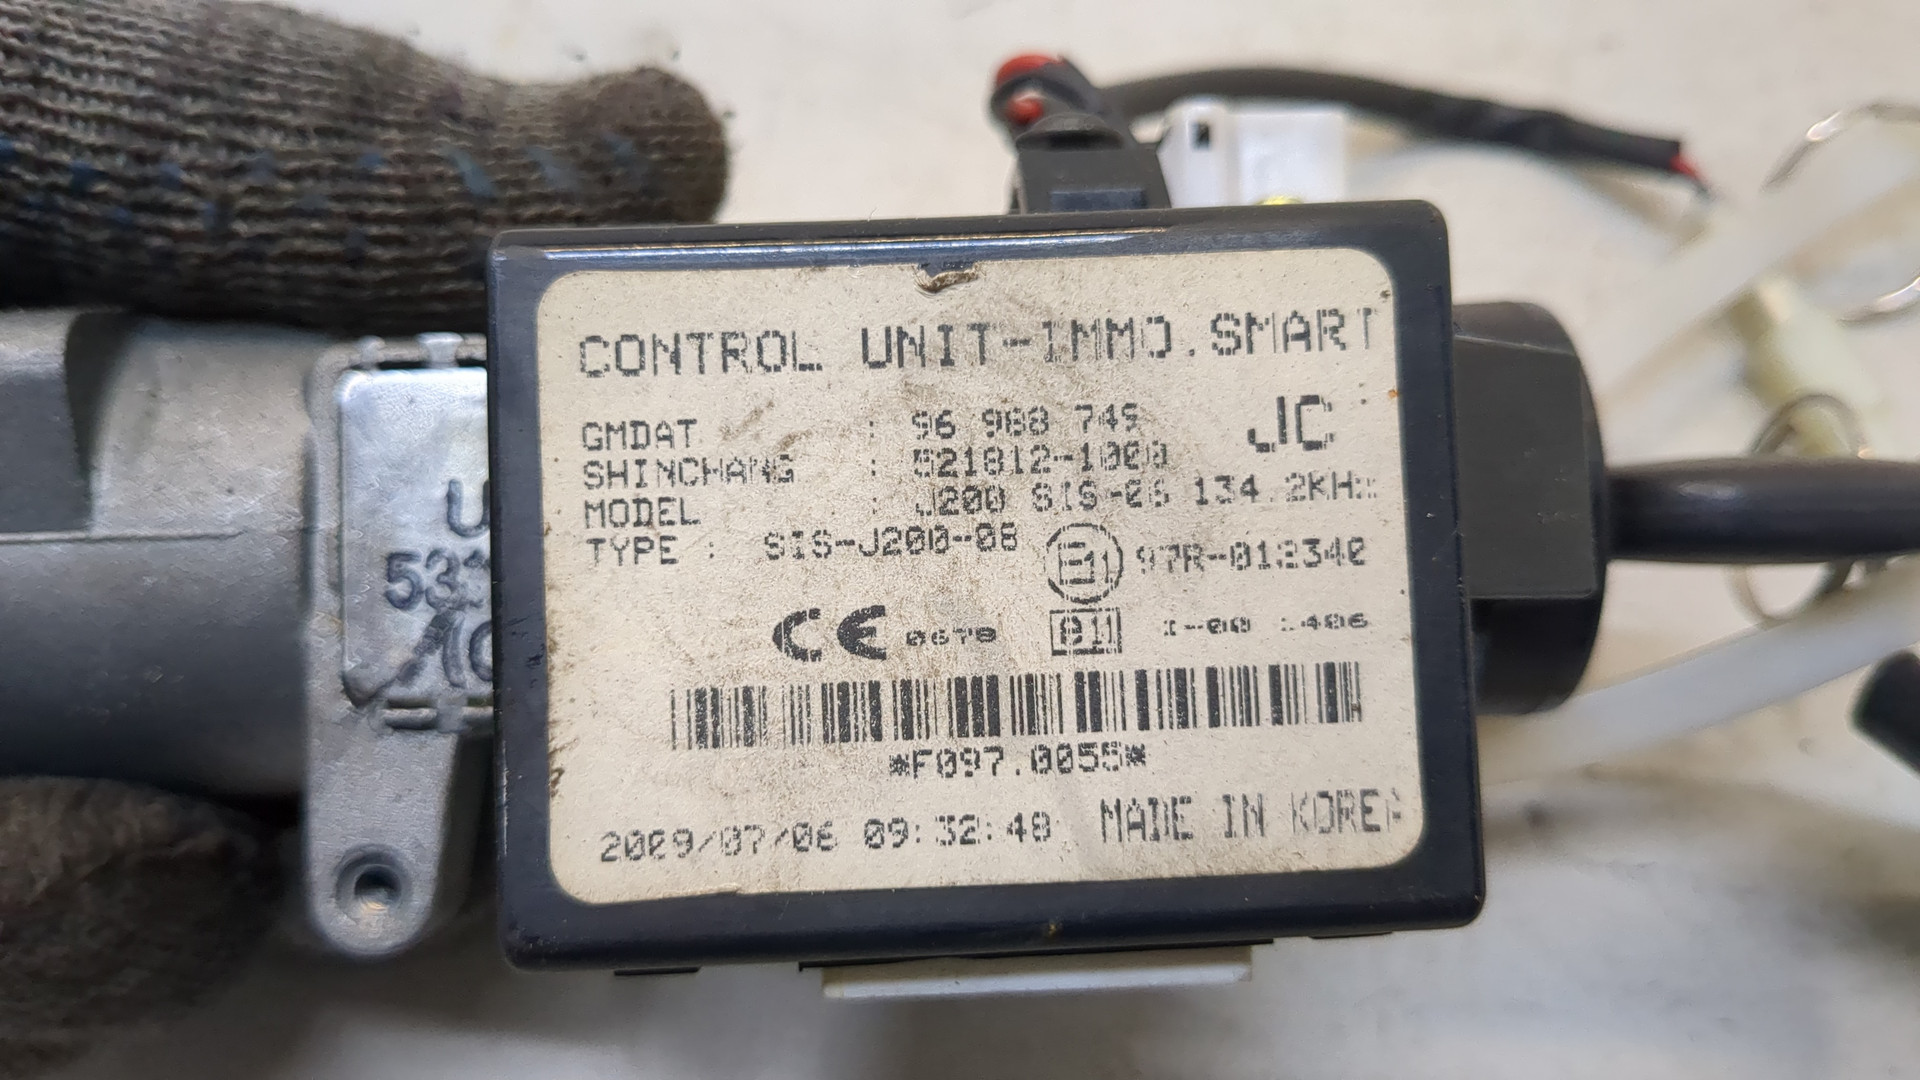 CONTROL UNIT-IMMO.SMART
GMDAT : 96 988 749 JC
SHINCHANG : 521812-1000
MODEL : J200 SIS-08 134.2KHz
TYPE : SIS-J200-08 E11 97R-012340
CE 0678 e11
*F097.0055*
2009/07/06 09:32:48 MADE IN KOREA
U
53